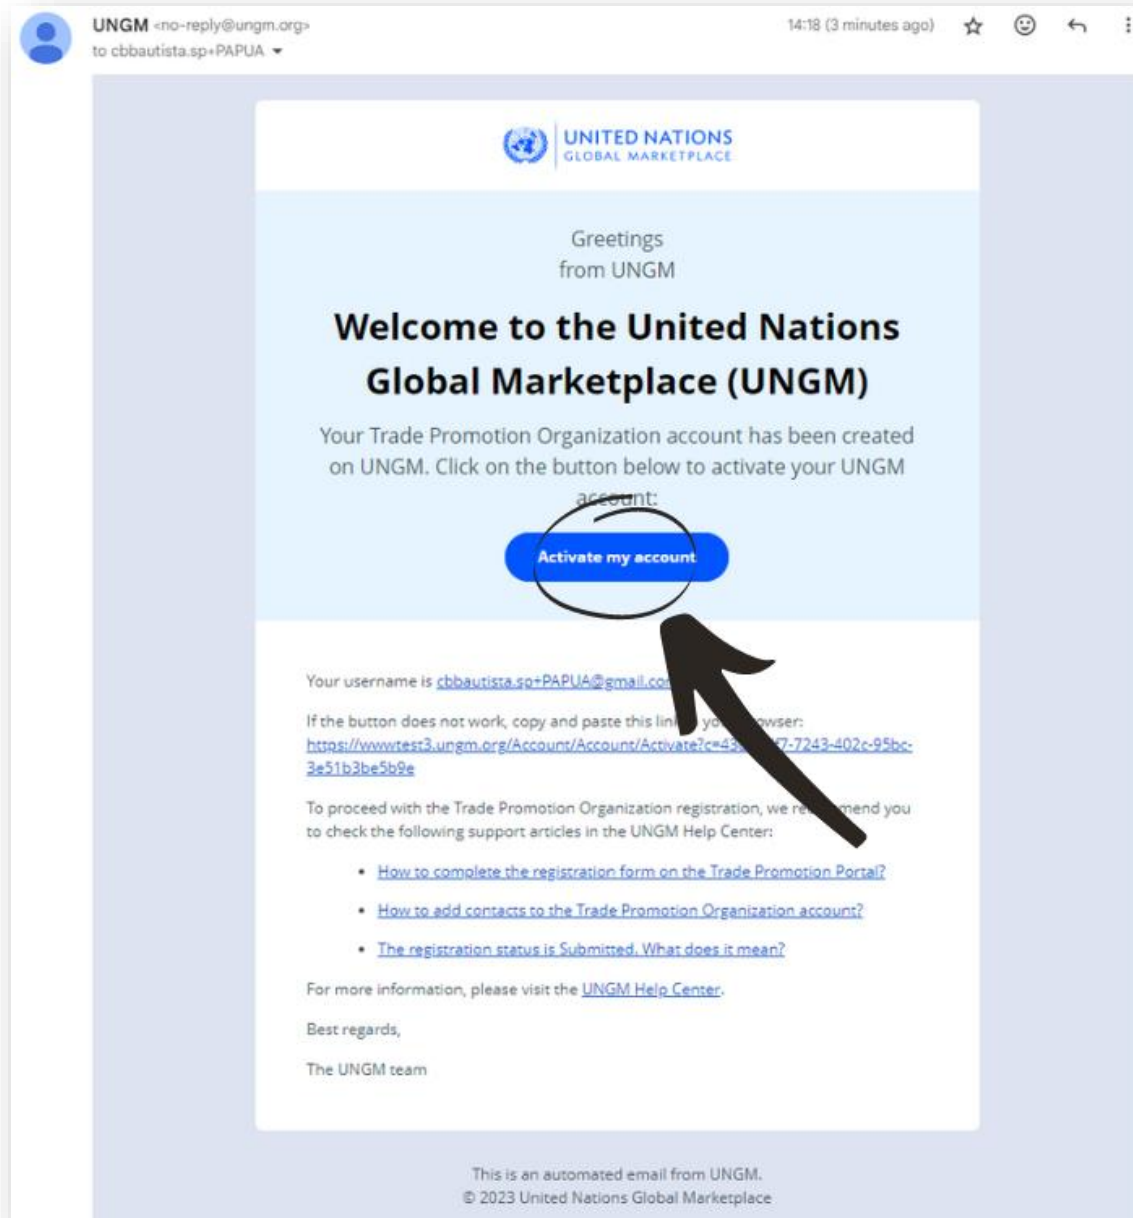 UNGM <no-reply@ungm.org>
14:18 (3 minutes ago)
to cbbautista.sp+PAPUA
UNITED NATIONS
GLOBAL MARKETPLACE
Greetings
from UNGM
Welcome to the United Nations
Global Marketplace (UNGM)
Your Trade Promotion Organization account has been created
on UNGM. Click on the button below to activate your UNGM
account:
Activate my account
Your username is cbbautista.sp+PAPUA@gmail.co
If the button does not work, copy and paste this link yo wser:
https://wwwtest3.ungm.org/Account/Account/Activate?c=43 f7-7243-402c-95bc-
3e51b3be5b9e
To proceed with the Trade Promotion Organization registration, we re mend you
to check the following support articles in the UNGM Help Center:
• How to complete the registration form on the Trade Promotion Portal?
• How to add contacts to the Trade Promotion Organization account?
• The registration status is Submitted. What does it mean?
For more information, please visit the UNGM Help Center.
Best regards,
The UNGM team
This is an automated email from UNGM.
© 2023 United Nations Global Marketplace